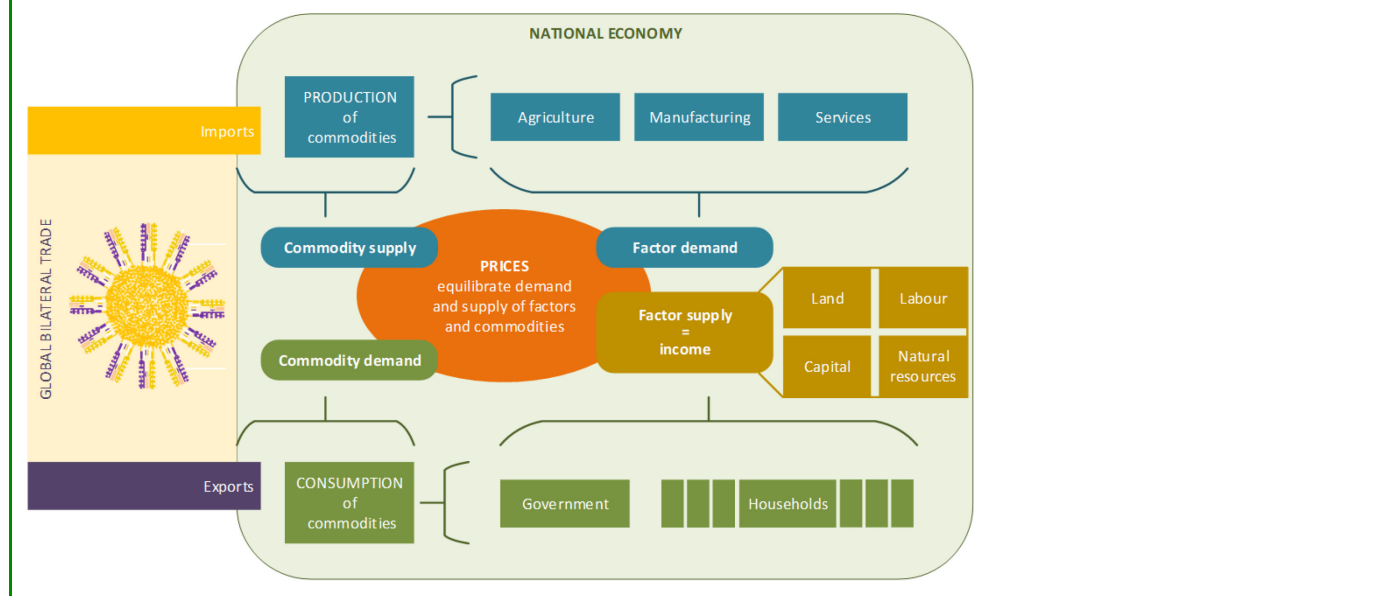 NATIONAL ECONOMY
PRODUCTION
of
commodities
Agriculture
Manufacturing
Services
Imports
GLOBAL BILATERAL TRADE
Commodity supply
Factor demand
PRICES
equilibrate demand
and supply of factors
and commodities
Factor supply
=
income
Land
Labour
Capital
Natural
resources
Commodity demand
Exports
CONSUMPTION
of
commodities
Government
Households